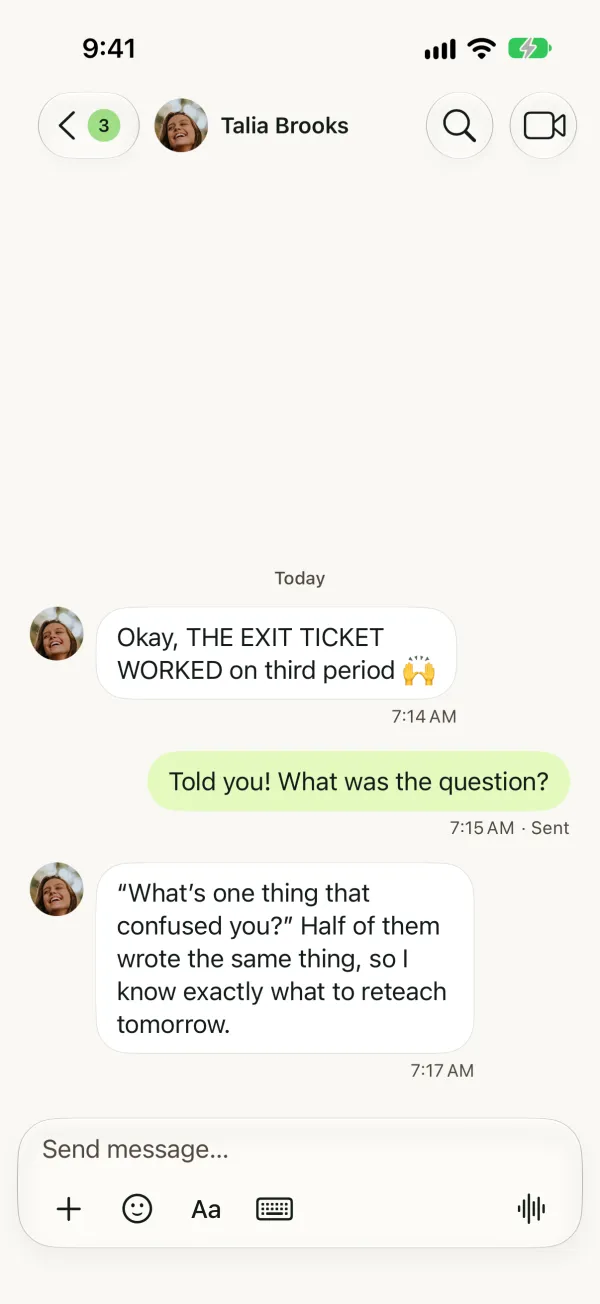 9:41
3
Talia Brooks
Today
Okay, THE EXIT TICKET
WORKED on third period 🙌
7:14 AM
Told you! What was the question?
7:15 AM · Sent
“What’s one thing that
confused you?” Half of them
wrote the same thing, so I
know exactly what to reteach
tomorrow.
7:17 AM
Send message...
Aa